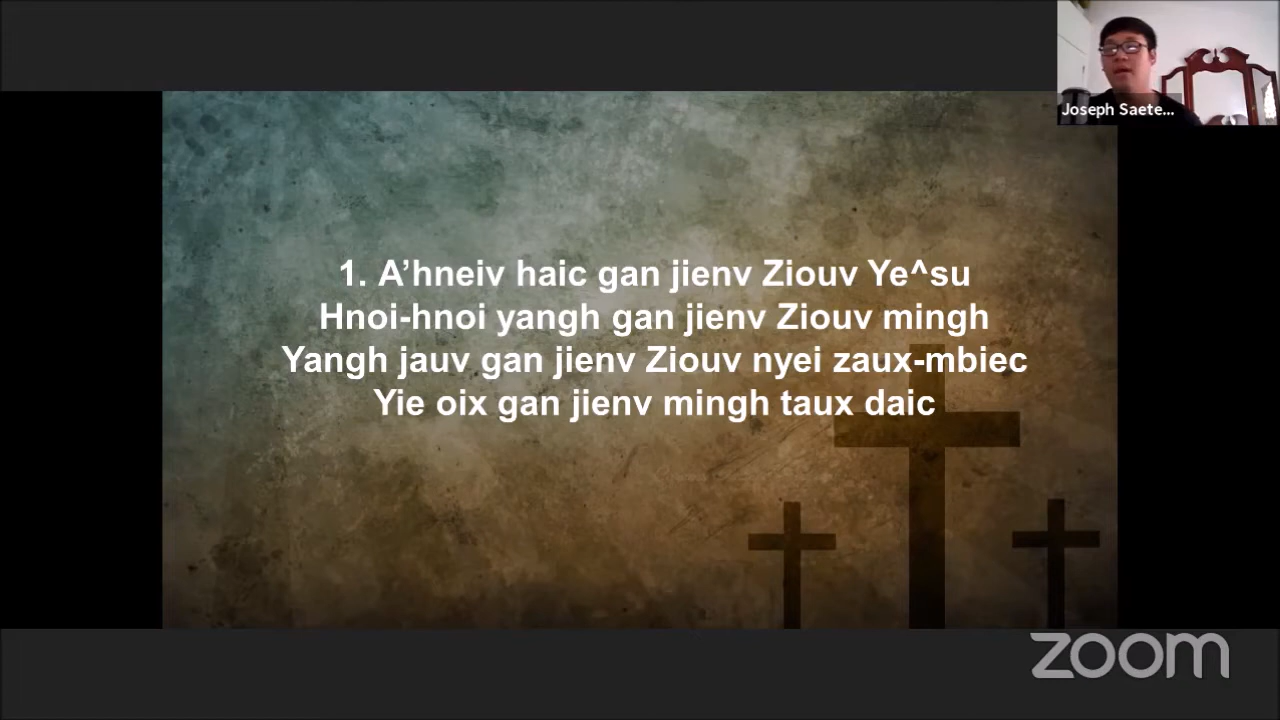 Joseph Saete...
1. A’hneiv haic gan jienv Ziouv Ye^su
Hnoi-hnoi yangh gan jienv Ziouv mingh
Yangh jauv gan jienv Ziouv nyei zaux-mbiec
Yie oix gan jienv mingh taux daic
zoom